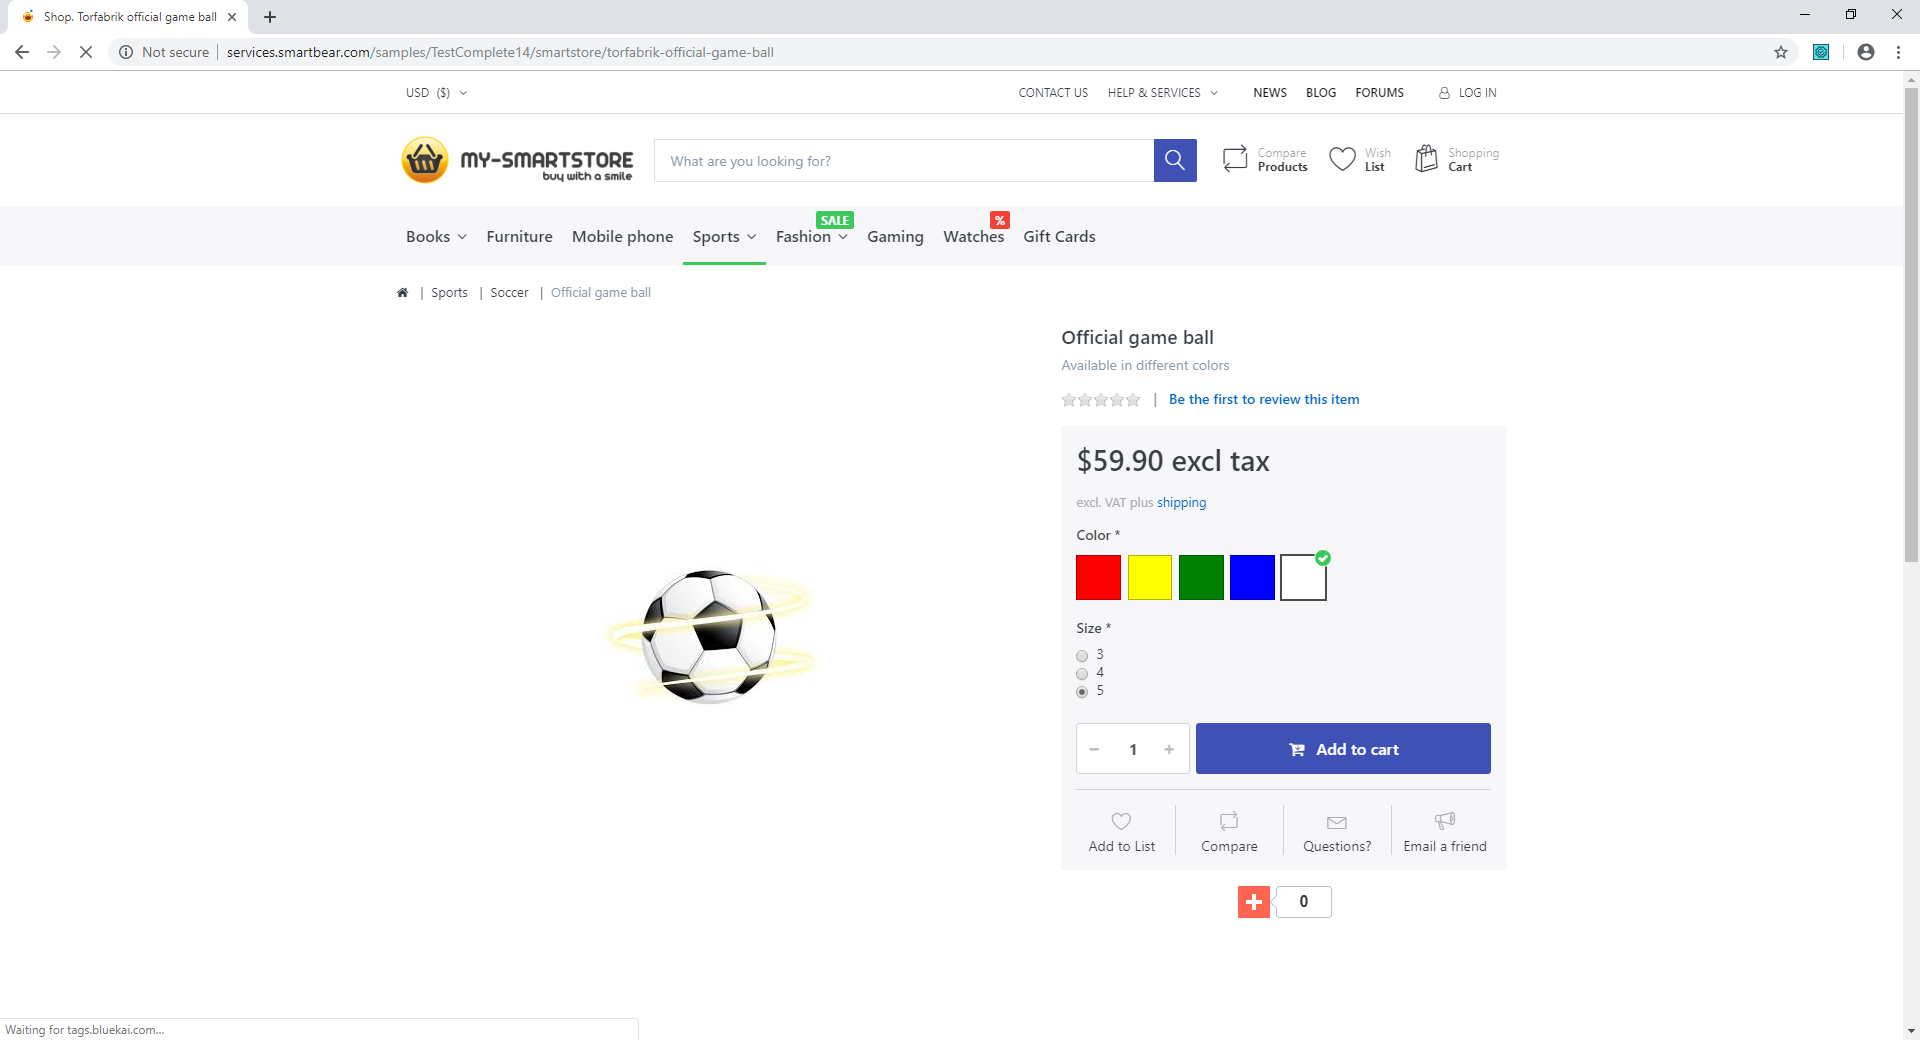 Shop. Torfabrik official game ball
Not secure | services.smartbear.com/samples/TestComplete14/smartstore/torfabrik-official-game-ball
USD ($)
CONTACT US HELP & SERVICES NEWS BLOG FORUMS LOG IN
MY-SMARTSTORE
buy with a smile
What are you looking for?
Compare
Products
Wish
List
Shopping
Cart
SALE
%
Books Furniture Mobile phone Sports Fashion Gaming Watches Gift Cards
| Sports | Soccer | Official game ball
Official game ball
Available in different colors
| Be the first to review this item
$59.90 excl tax
excl. VAT plus shipping
Color *
Size *
3
4
5
1
Add to cart
Add to List Compare Questions? Email a friend
0
Waiting for tags.bluekai.com...